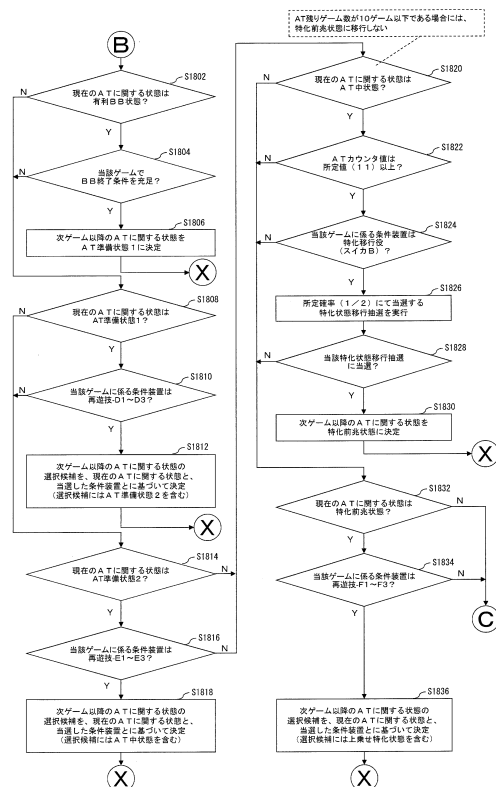 B
S1802
現在のATに関する状態は
有利BB状態？
N
Y
S1804
当該ゲームで
BB終了条件を充足？
N
Y
S1806
次ゲーム以降のATに関する状態を
AT準備状態1に決定
X
S1808
現在のATに関する状態は
AT準備状態1？
N
Y
S1810
当該ゲームに係る条件装置は
再遊技-D1〜D3？
N
Y
S1812
次ゲーム以降のATに関する状態の
選択候補を、現在のATに関する状態と、
当選した条件装置とに基づいて決定
（選択候補にはAT準備状態2を含む）
X
S1814
現在のATに関する状態は
AT準備状態2？
N
Y
S1816
当該ゲームに係る条件装置は
再遊技-E1〜E3？
N
Y
S1818
次ゲーム以降のATに関する状態の
選択候補を、現在のATに関する状態と、
当選した条件装置とに基づいて決定
（選択候補にはAT中状態を含む）
X
AT残りゲーム数が10ゲーム以下である場合には、
特化前兆状態に移行しない
S1820
現在のATに関する状態は
AT中状態？
N
Y
S1822
ATカウンタ値は
所定値（11）以上？
N
Y
S1824
当該ゲームに係る条件装置は
特化移行役
（スイカB）？
N
Y
S1826
所定確率（1/2）にて当選する
特化状態移行抽選を実行
S1828
当該特化状態移行抽選
に当選？
N
Y
S1830
次ゲーム以降のATに関する状態を
特化前兆状態に決定
X
S1832
現在のATに関する状態は
特化前兆状態？
N
Y
S1834
当該ゲームに係る条件装置は
再遊技-F1〜F3？
N
Y
C
S1836
次ゲーム以降のATに関する状態の
選択候補を、現在のATに関する状態と、
当選した条件装置とに基づいて決定
（選択候補には上乗せ特化状態を含む）
X